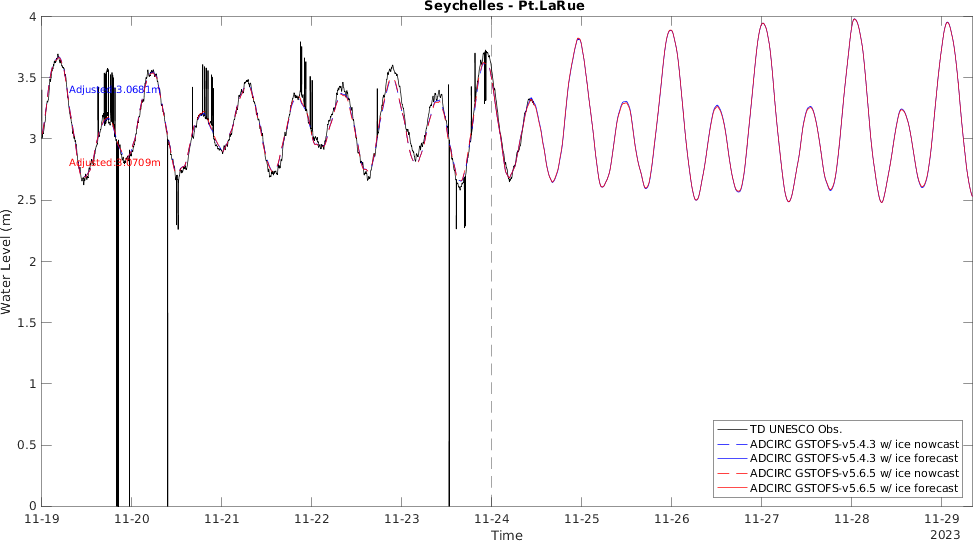 Seychelles - Pt.LaRue
4
3.5
3
2.5
2
1.5
1
0.5
0
Water Level (m)
Adjusted:3.0681m
Adjusted:3.0709m
TD UNESCO Obs.
ADCIRC GSTOFS-v5.4.3 w/ ice nowcast
ADCIRC GSTOFS-v5.4.3 w/ ice forecast
ADCIRC GSTOFS-v5.6.5 w/ ice nowcast
ADCIRC GSTOFS-v5.6.5 w/ ice forecast
11-19 11-20 11-21 11-22 11-23 11-24 11-25 11-26 11-27 11-28 11-29
Time
2023